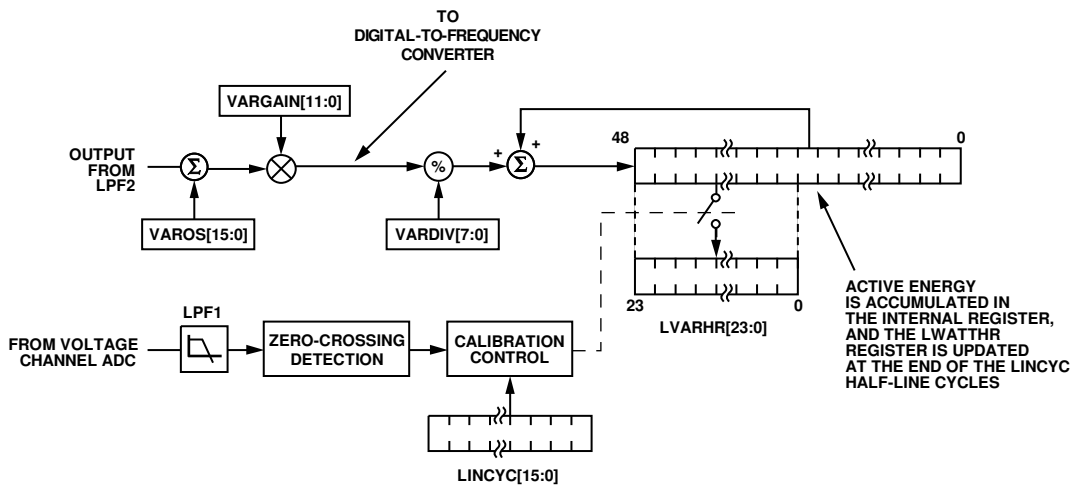 TO
DIGITAL-TO-FREQUENCY
CONVERTER
VARGAIN[11:0]
48
0
OUTPUT
FROM
LPF2
Σ
%
+
+
Σ
VAROS[15:0]
VARDIV[7:0]
23
0
LVARHR[23:0]
ACTIVE ENERGY
IS ACCUMULATED IN
THE INTERNAL REGISTER,
AND THE LWATTHR
REGISTER IS UPDATED
AT THE END OF THE LINCYC
HALF-LINE CYCLES
LPF1
FROM VOLTAGE
CHANNEL ADC
ZERO-CROSSING
DETECTION
CALIBRATION
CONTROL
LINCYC[15:0]